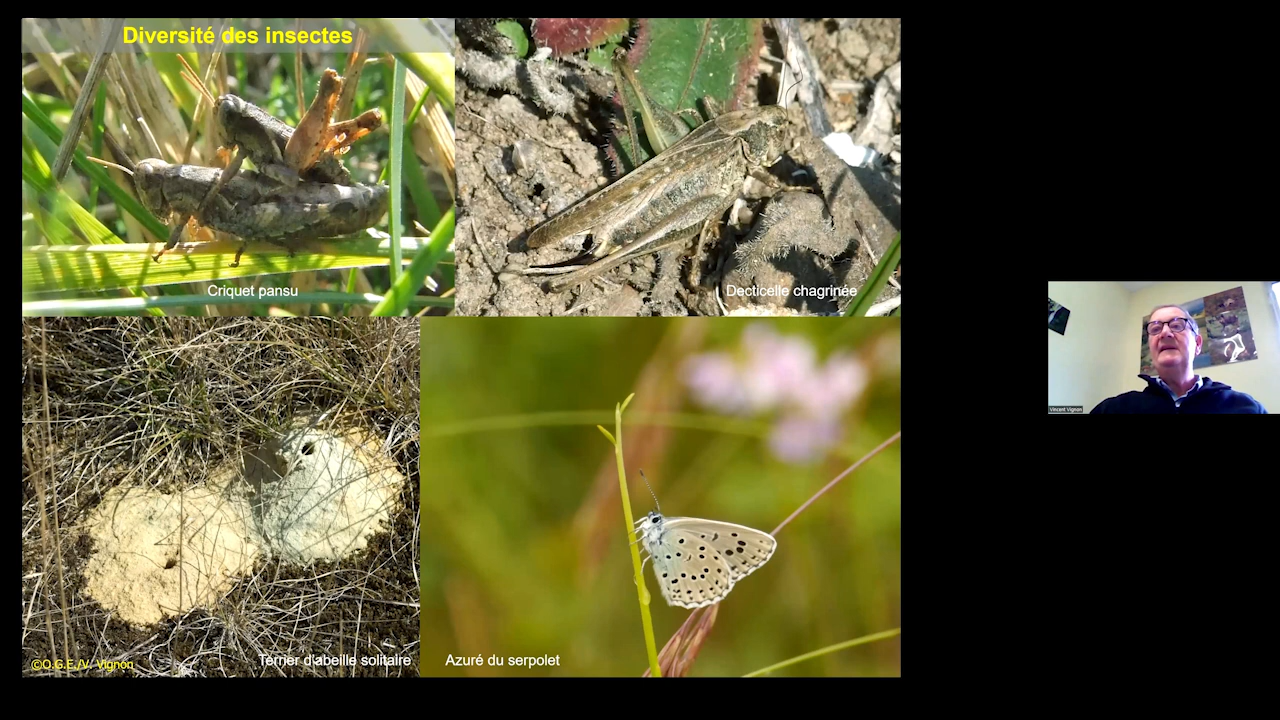 Diversité des insectes
Criquet pansu
Decticelle chagrinée
Vincent Vignon
©O.G.E./V. Vignon
Terrier d'abeille solitaire
Azuré du serpolet